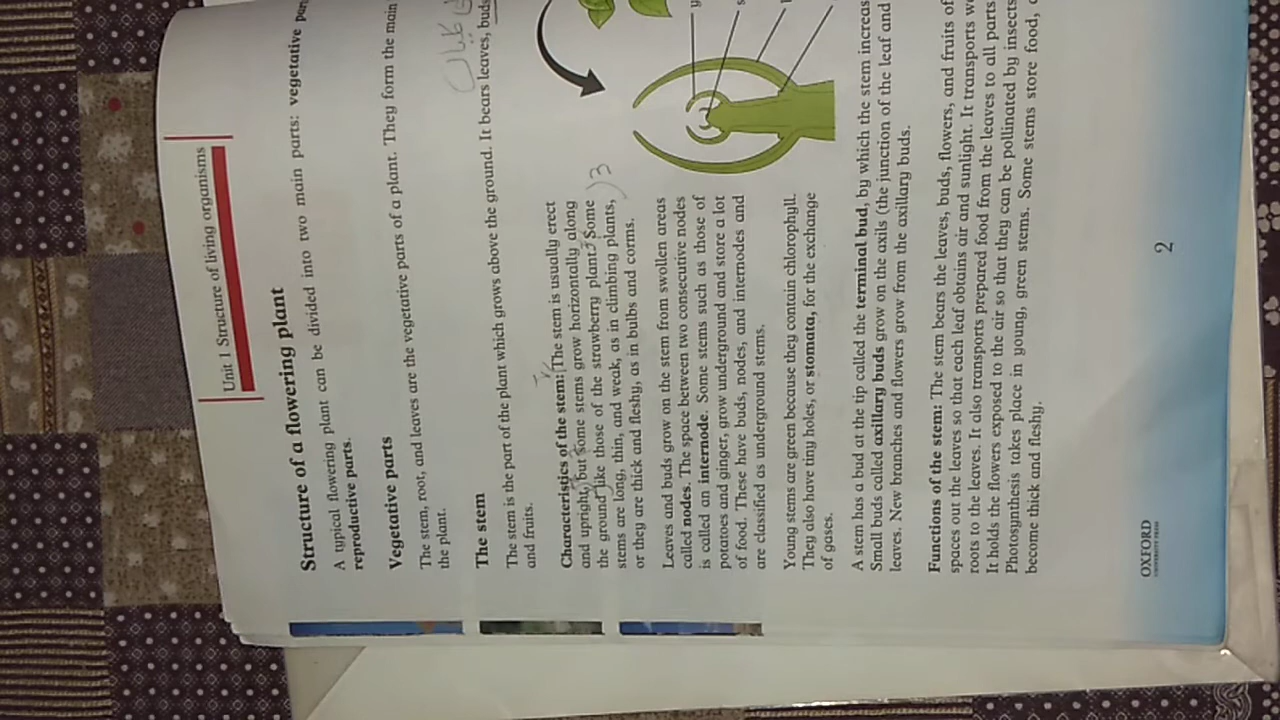 Unit 1 Structure of living organisms
Structure of a flowering plant
A typical flowering plant can be divided into two main parts: vegetative
reproductive parts.
Vegetative parts
The stem, root, and leaves are the vegetative parts of a plant. They form the main
the plant.
The stem
The stem is the part of the plant which grows above the ground. It bears leaves, buds
and fruits.
Characteristics of the stem: The stem is usually erect
and upright, but some stems grow horizontally along
the ground like those of the strawberry plant. Some
stems are long, thin, and weak, as in climbing plants,
or they are thick and fleshy, as in bulbs and corms.
Leaves and buds grow on the stem from swollen areas
called nodes. The space between two consecutive nodes
is called an internode. Some stems such as those of
potatoes and ginger, grow underground and store a lot
of food. These have buds, nodes, and internodes and
are classified as underground stems.
Young stems are green because they contain chlorophyll.
They also have tiny holes, or stomata, for the exchange
of gases.
A stem has a bud at the tip called the terminal bud, by which the stem
Small buds called axillary buds grow on the axils (the junction of the leaf and
leaves. New branches and flowers grow from the axillary buds.
Functions of the stem: The stem bears the leaves, buds, flowers, and fruits of
spaces out the leaves so that each leaf obtains air and sunlight. It transports
roots to the leaves. It also transports prepared food from the leaves to all parts
It holds the flowers exposed to the air so that they can be pollinated by insects
Photosynthesis takes place in young, green stems. Some stems store food,
become thick and fleshy.
OXFORD
UNIVERSITY PRESS
2